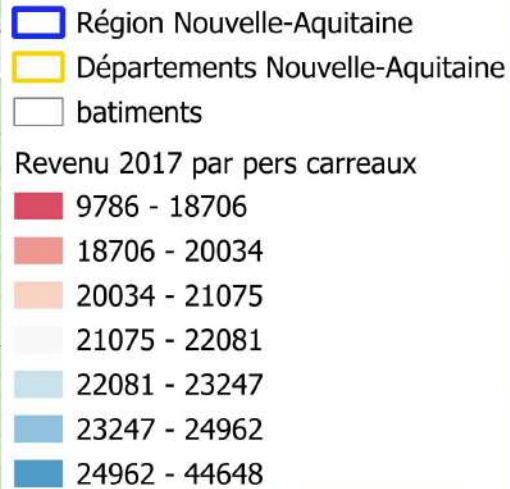 Région Nouvelle-Aquitaine
Départements Nouvelle-Aquitaine
batiments
Revenu 2017 par pers carreaux
9786 - 18706
18706 - 20034
20034 - 21075
21075 - 22081
22081 - 23247
23247 - 24962
24962 - 44648